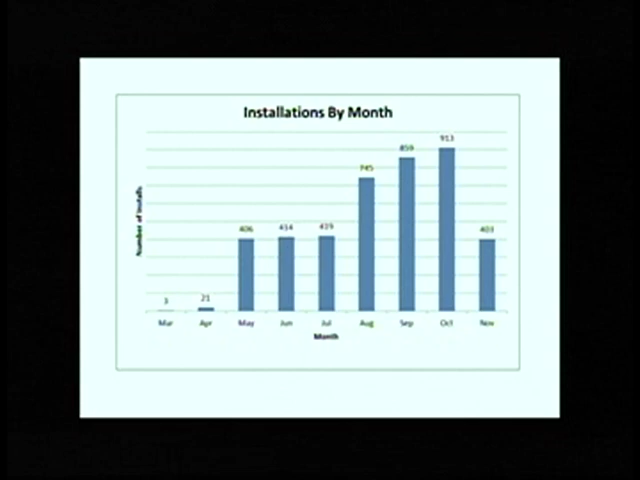 Installations By Month
Number of Installs
3
21
406
414
419
745
859
913
403
Mar Apr May Jun Jul Aug Sep Oct Nov
Month